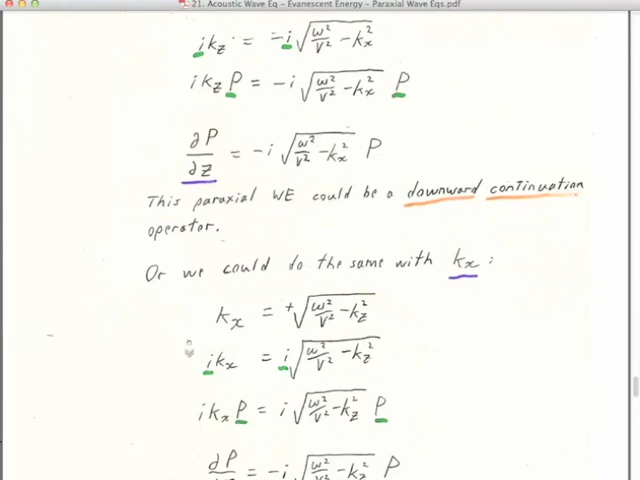 21. Acoustic Wave Eq - Evanescent Energy - Paraxial Wave Eqs.pdf
ik_z = -i √(ω²/v² - k_x²)
ik_z P = -i √(ω²/v² - k_x²) P
∂P/∂z = -i √(ω²/v² - k_x²) P
This paraxial WE could be a downward continuation
operator.
Or we could do the same with k_x :
k_x = +√(ω²/v² - k_z²)
ik_x = i √(ω²/v² - k_z²)
ik_x P = i √(ω²/v² - k_z²) P
= -i √(ω²/v² - k_z²) P